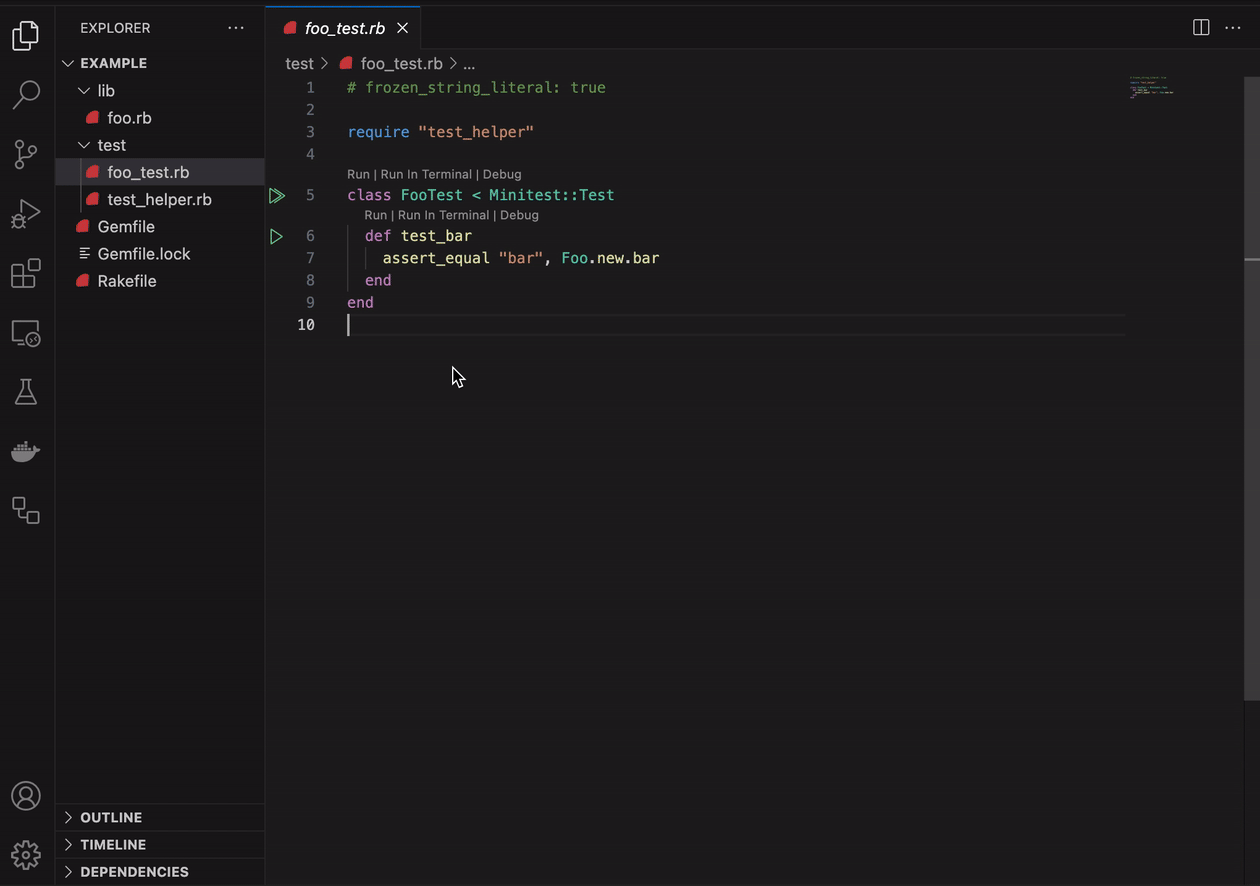 EXPLORER
EXAMPLE
lib
foo.rb
test
foo_test.rb
test_helper.rb
Gemfile
Gemfile.lock
Rakefile
OUTLINE
TIMELINE
DEPENDENCIES
foo_test.rb
test > foo_test.rb > ...
1 # frozen_string_literal: true
2
3 require "test_helper"
4
Run | Run In Terminal | Debug
5 class FooTest < Minitest::Test
Run | Run In Terminal | Debug
6 def test_bar
7 assert_equal "bar", Foo.new.bar
8 end
9 end
10